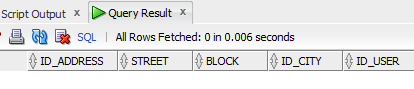 Script Output x Query Result x
SQL | All Rows Fetched: 0 in 0.006 seconds
ID_ADDRESS STREET BLOCK ID_CITY ID_USER